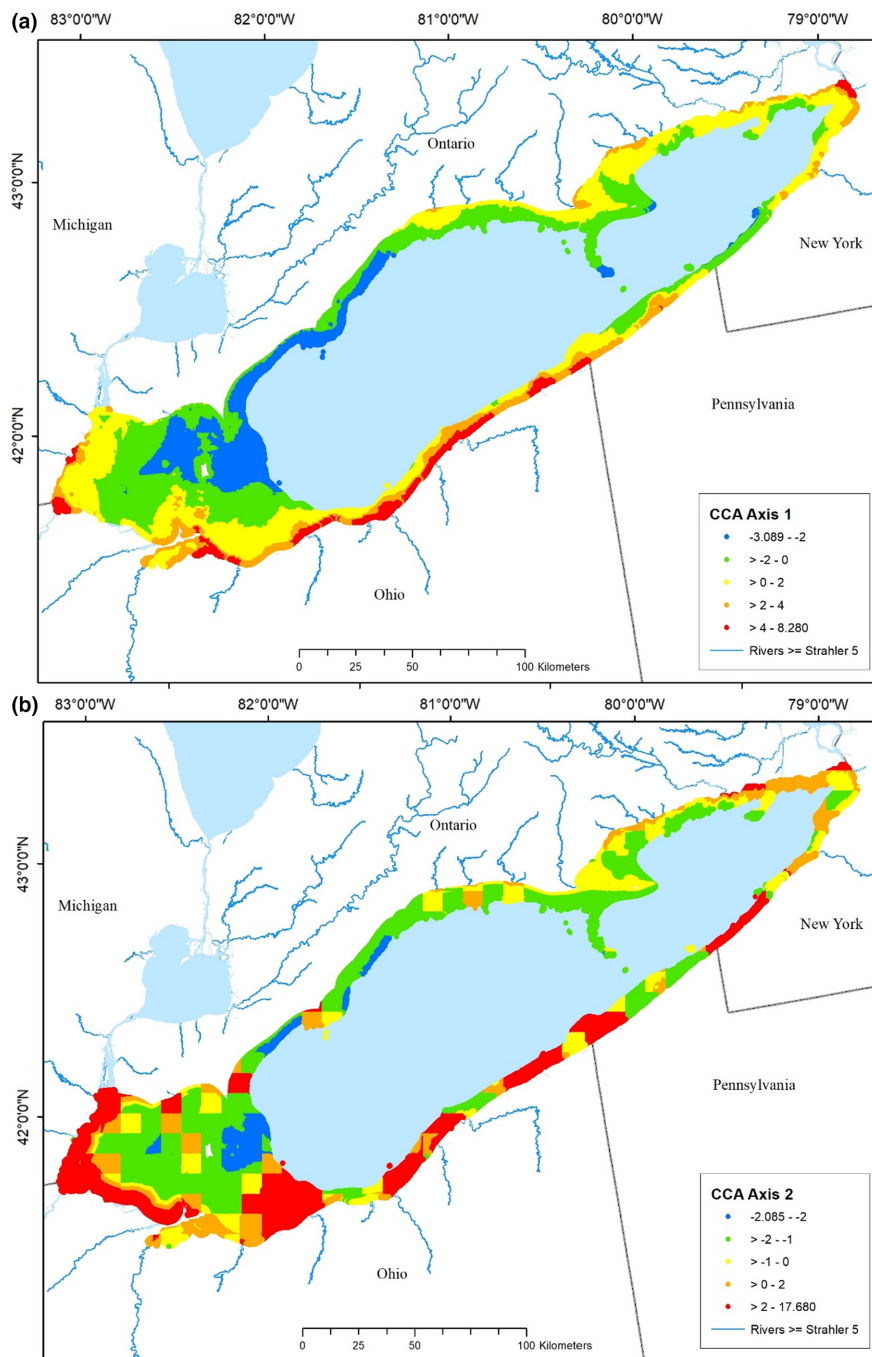 (a)
83°0'0"W 82°0'0"W 81°0'0"W 80°0'0"W 79°0'0"W
Ontario
43°0'0"N
Michigan
New York
Pennsylvania
42°0'0"N
CCA Axis 1
-3.089 - -2
> -2 - 0
> 0 - 2
> 2 - 4
> 4 - 8.280
Rivers >= Strahler 5
Ohio
0 25 50 100 Kilometers
(b)
83°0'0"W 82°0'0"W 81°0'0"W 80°0'0"W 79°0'0"W
Ontario
43°0'0"N
Michigan
New York
Pennsylvania
42°0'0"N
CCA Axis 2
-2.085 - -2
> -2 - -1
> -1 - 0
> 0 - 2
> 2 - 17.680
Rivers >= Strahler 5
Ohio
0 25 50 100 Kilometers